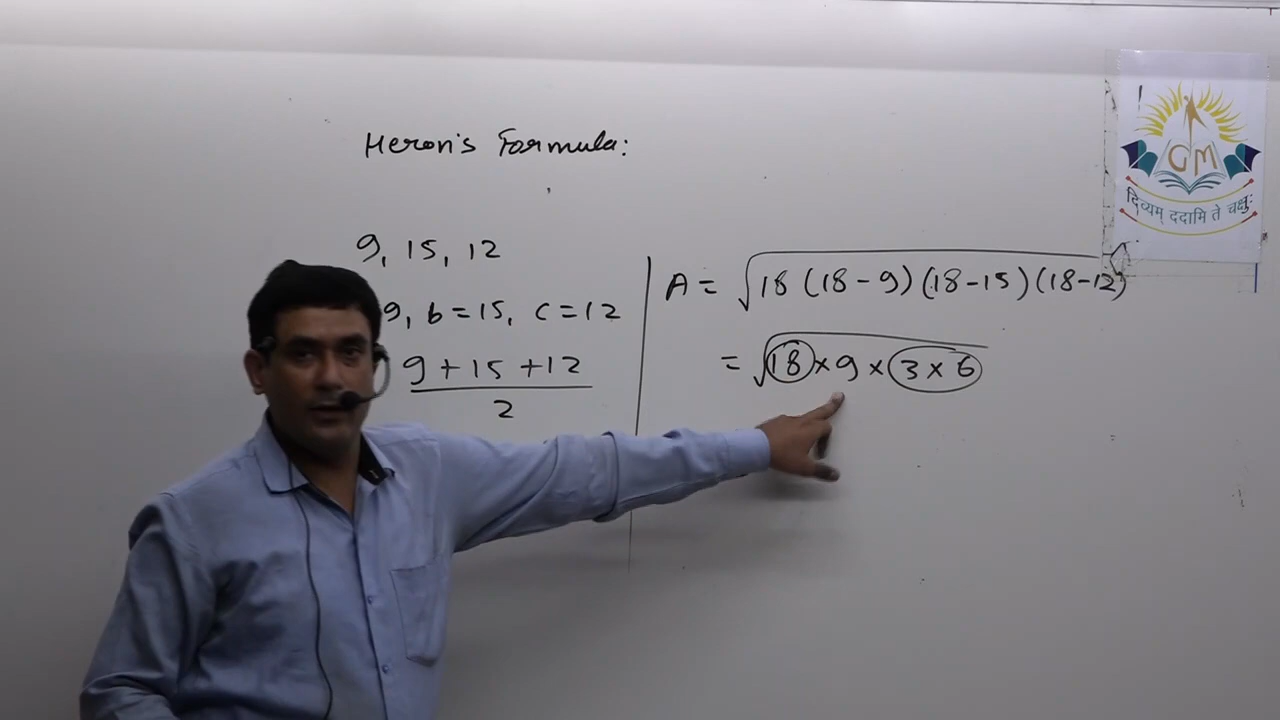 Heron's Formula:
9, 15, 12
9, b = 15, c = 12
9 + 15 + 12
2
A = √18 (18 - 9) (18 - 15) (18 - 12)
= √18 × 9 × 3 × 6
GM
दिव्यम् ददामि ते चक्षुः